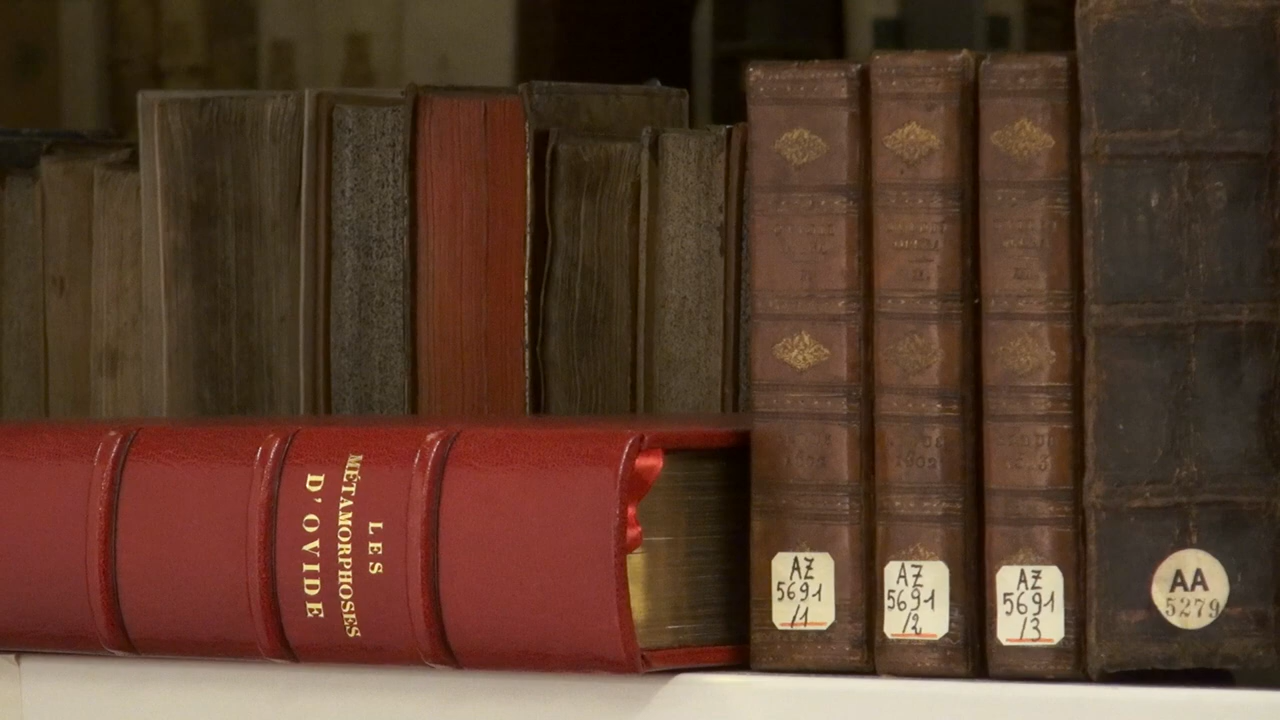 LES
MÉTAMORPHOSES
D'OVIDE
AZ
5691
/1
AZ
5691
/2
AZ
5691
/3
AA
5279